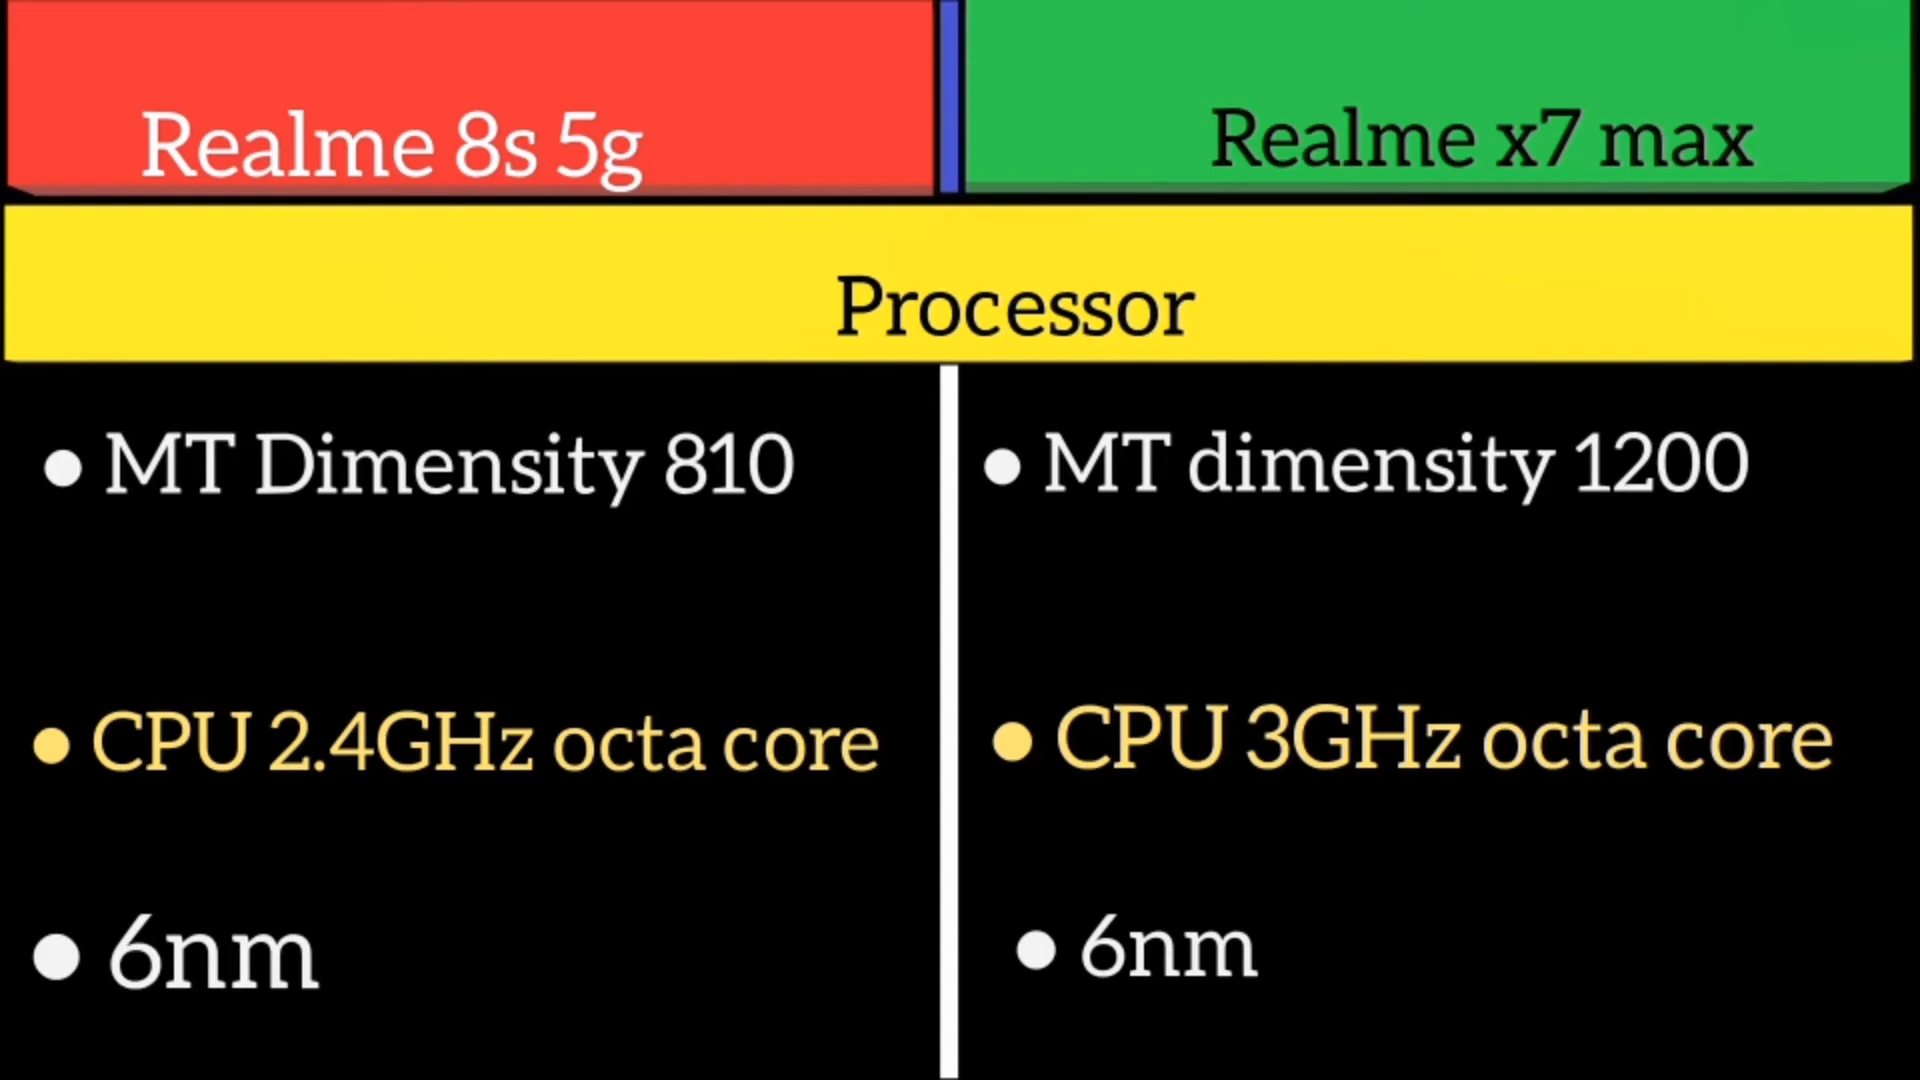 Realme 8s 5g
Realme x7 max
Processor
MT Dimensity 810
MT dimensity 1200
CPU 2.4GHz octa core
CPU 3GHz octa core
6nm
6nm